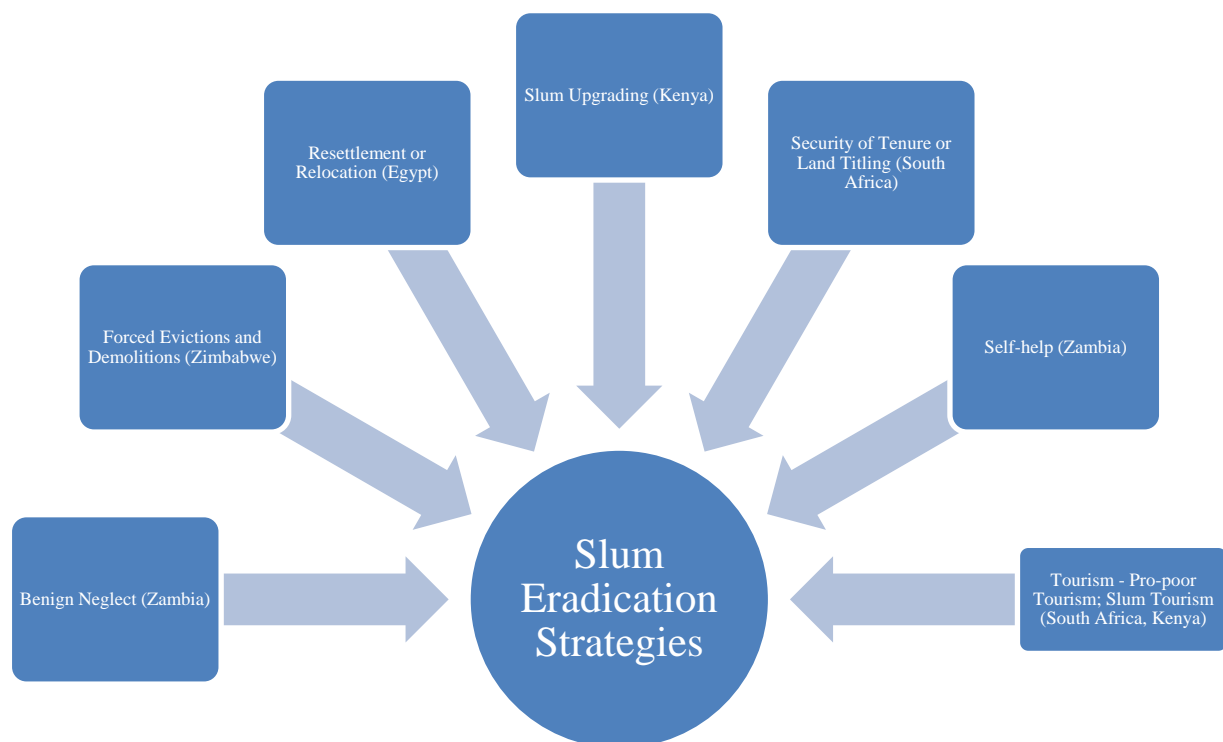 Slum Upgrading (Kenya)
Resettlement or
Relocation (Egypt)
Security of Tenure or
Land Titling (South
Africa)
Forced Evictions and
Demolitions (Zimbabwe)
Self-help (Zambia)
Benign Neglect (Zambia)
Slum
Eradication
Strategies
Tourism - Pro-poor
Tourism; Slum Tourism
(South Africa, Kenya)